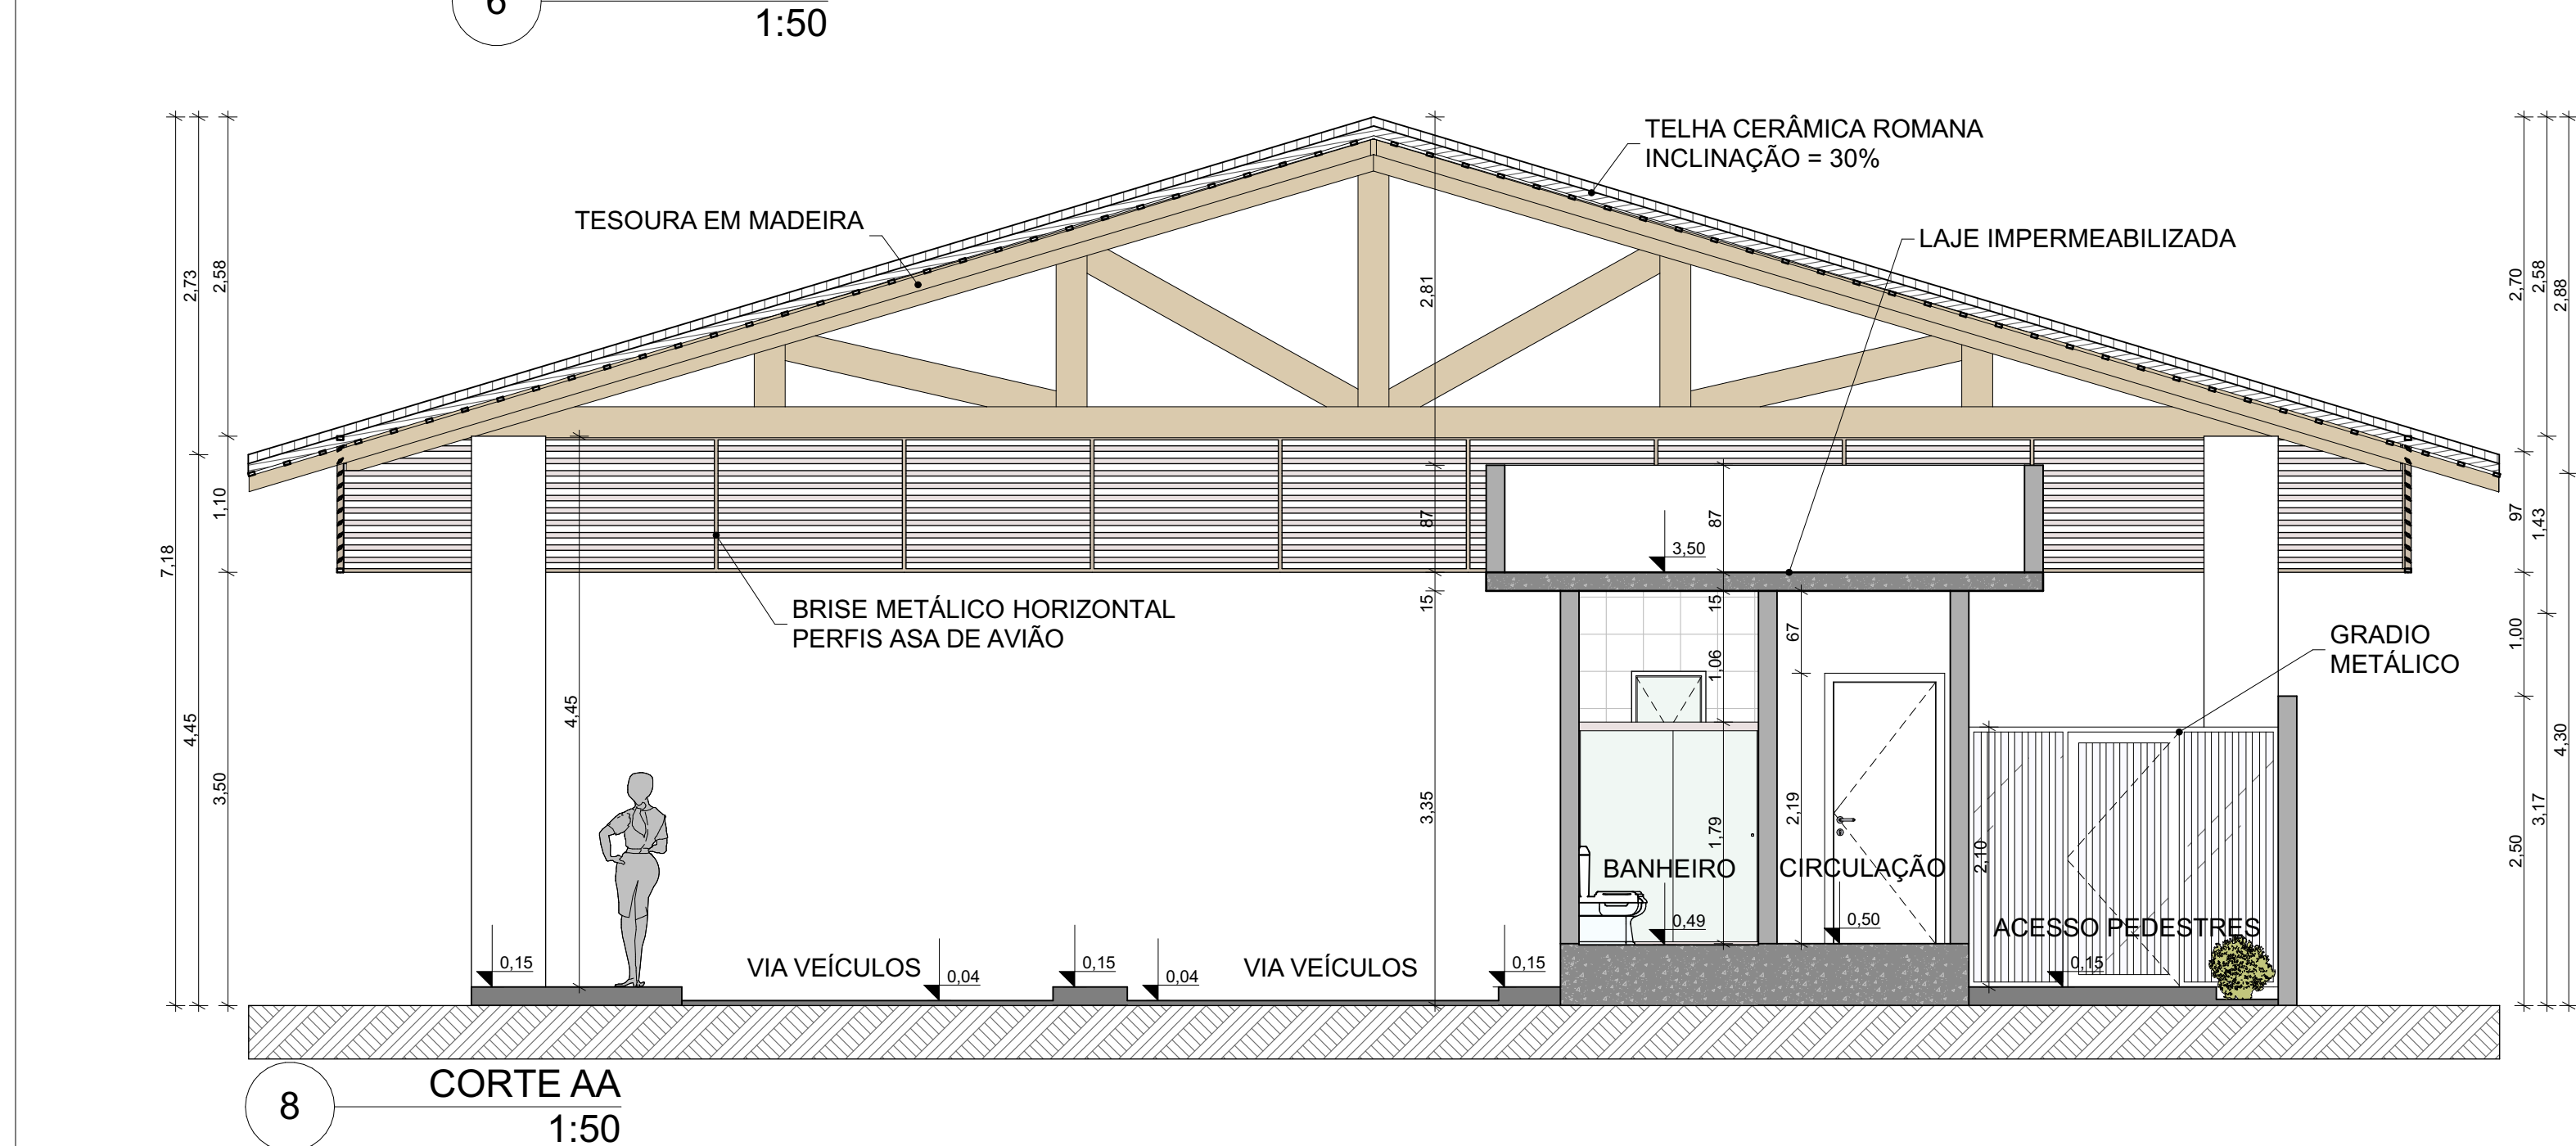 6
1:50
TELHA CERÂMICA ROMANA
INCLINAÇÃO = 30%
TESOURA EM MADEIRA
LAJE IMPERMEABILIZADA
2,73
2,58
2,81
2,70
2,58
2,88
1,10
7,18
87
87
3,50
97
1,43
BRISE METÁLICO HORIZONTAL
PERFIS ASA DE AVIÃO
15
15
67
1,06
1,00
GRADIO
METÁLICO
4,45
4,45
3,50
3,35
1,79
2,19
2,10
2,50
3,17
4,30
BANHEIRO
CIRCULAÇÃO
0,49
0,50
ACESSO PEDESTRES
0,15
VIA VEÍCULOS
0,04
0,15
0,04
VIA VEÍCULOS
0,15
0,15
8
CORTE AA
1:50